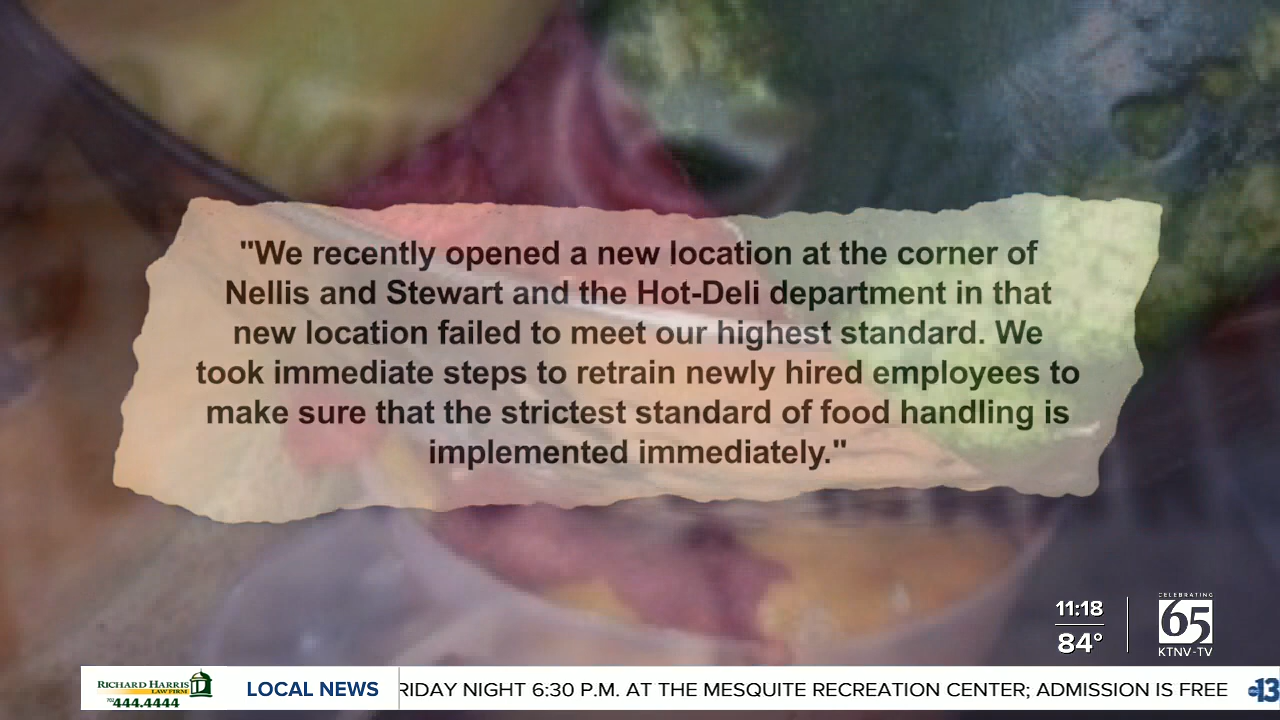 "We recently opened a new location at the corner of
Nellis and Stewart and the Hot-Deli department in that
new location failed to meet our highest standard. We
took immediate steps to retrain newly hired employees to
make sure that the strictest standard of food handling is
implemented immediately."
11:18
84°
CELEBRATING
65
KTNV-TV
RICHARD HARRIS
LAW FIRM
702 444.4444
LOCAL NEWS
RIDAY NIGHT 6:30 P.M. AT THE MESQUITE RECREATION CENTER; ADMISSION IS FREE
13